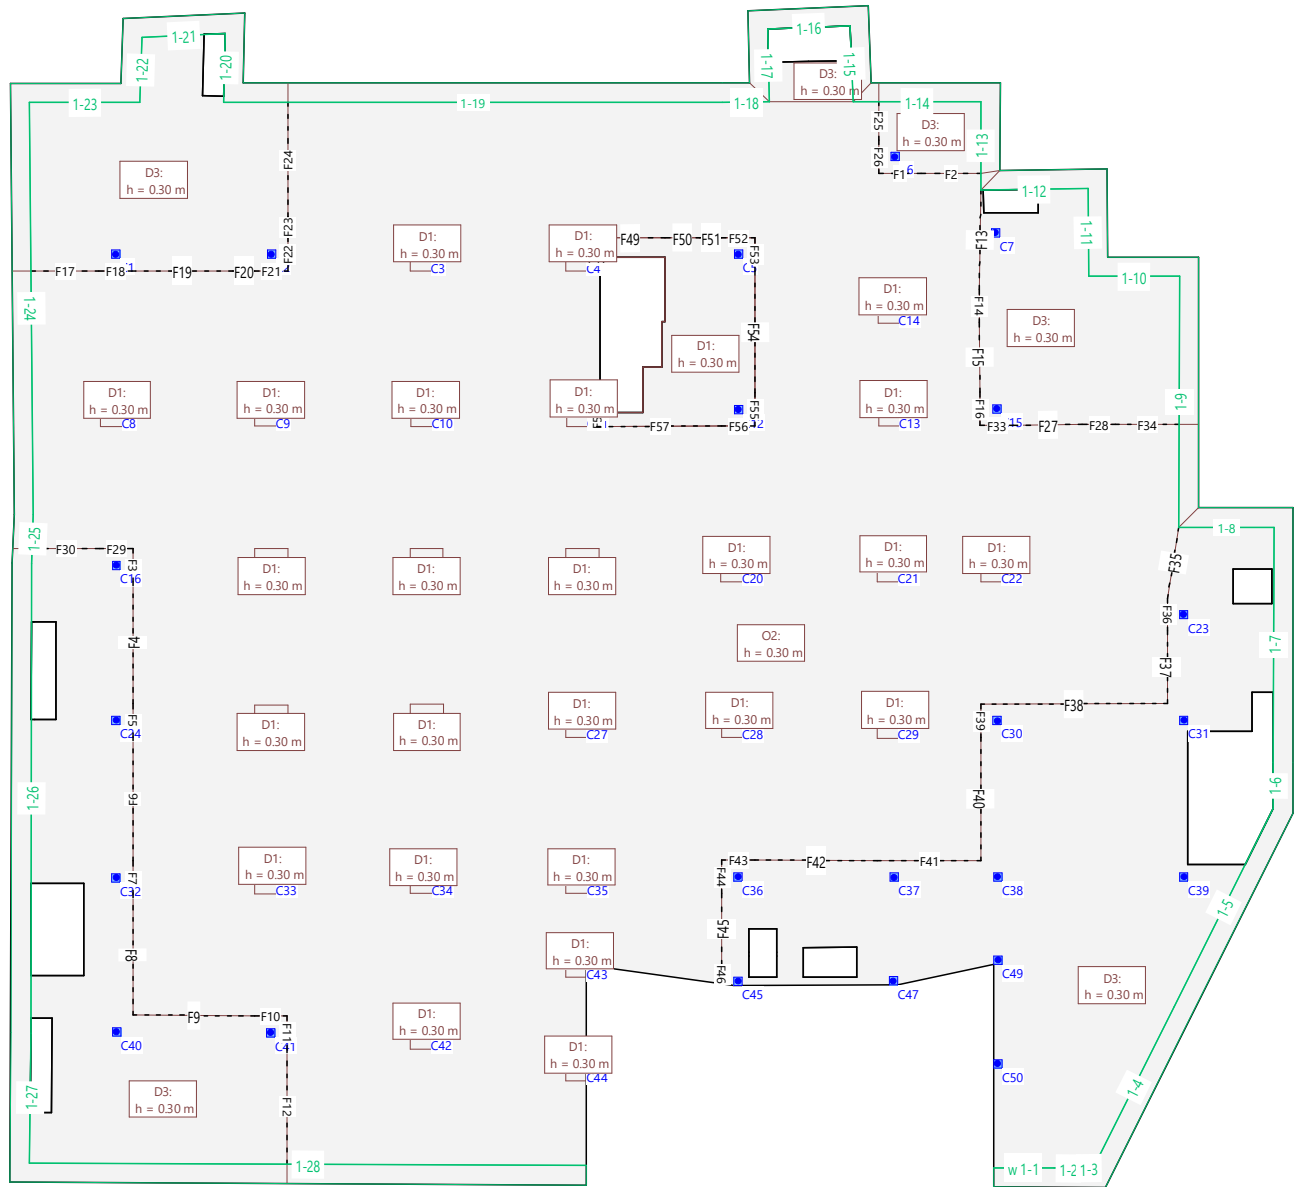 1-16
1-21
1-22
1-20
1-17
1-15
D3:
h = 0.30 m
1-23
1-19
1-18
1-14
F25
D3:
h = 0.30 m
1-13
F24
F26
6
F1
F2
D3:
h = 0.30 m
1-12
F23
F22
D1:
h = 0.30 m
C3
D1:
h = 0.30 m
C4
F49
F50
F51
F52
F53
F13
C7
1-11
F17
F18
F19
F20
F21
1-10
1-24
D1:
h = 0.30 m
C14
F14
D3:
h = 0.30 m
F54
D1:
h = 0.30 m
F15
D1:
h = 0.30 m
C8
D1:
h = 0.30 m
C9
D1:
h = 0.30 m
C10
D1:
h = 0.30 m
F57
F56
F55
2
D1:
h = 0.30 m
C13
F16
F33
15
F27
F28
F34
1-9
1-25
F30
F29
F3
C16
D1:
h = 0.30 m
D1:
h = 0.30 m
D1:
h = 0.30 m
D1:
h = 0.30 m
C20
D1:
h = 0.30 m
C21
D1:
h = 0.30 m
C22
1-8
F35
F36
C23
F4
O2:
h = 0.30 m
1-7
F37
F38
C24
F5
D1:
h = 0.30 m
D1:
h = 0.30 m
D1:
h = 0.30 m
C27
D1:
h = 0.30 m
C28
D1:
h = 0.30 m
C29
F39
C30
C31
1-26
F6
F40
1-6
C32
F7
D1:
h = 0.30 m
C33
D1:
h = 0.30 m
C34
D1:
h = 0.30 m
C35
F43
F42
F41
F44
C36
C37
C38
C39
1-5
F45
F8
D1:
h = 0.30 m
C43
F46
C45
C47
C49
D3:
h = 0.30 m
F9
F10
F11
C40
C41
D1:
h = 0.30 m
C42
D1:
h = 0.30 m
C44
C50
1-4
1-27
D3:
h = 0.30 m
F12
1-28
w 1-1
1-2
1-3